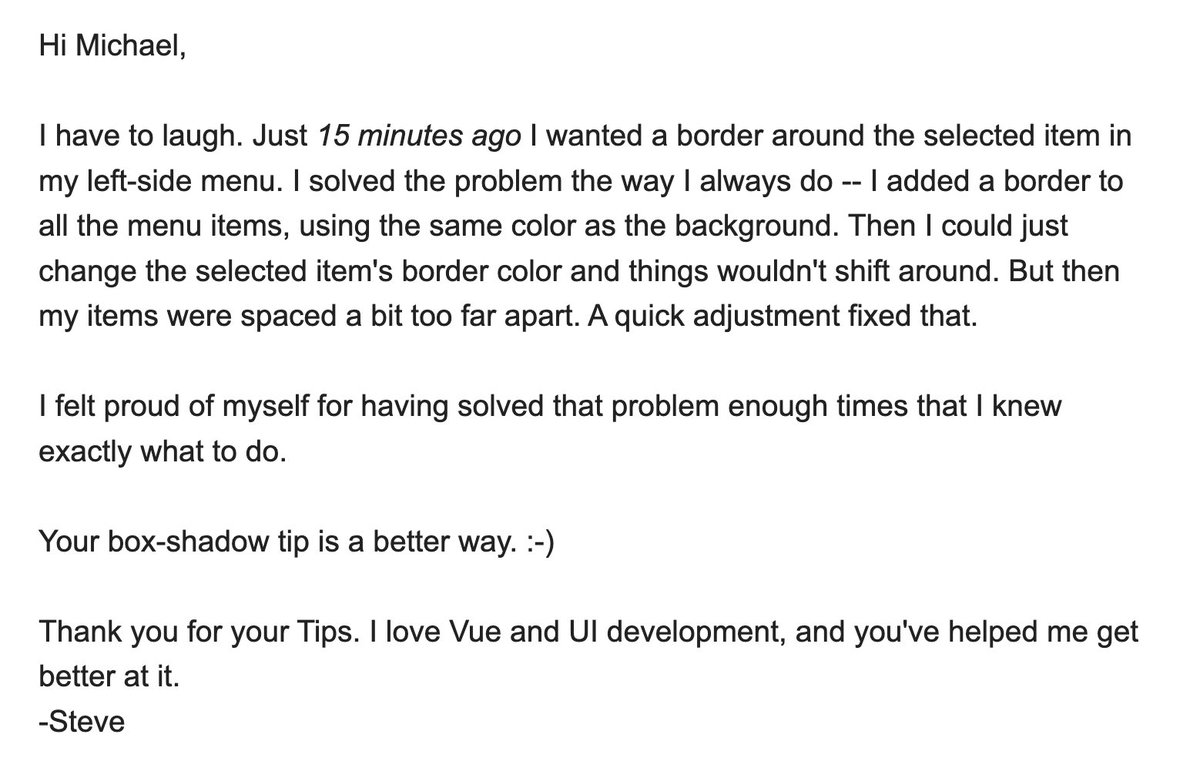 Hi Michael,
I have to laugh. Just 15 minutes ago I wanted a border around the selected item in
my left-side menu. I solved the problem the way I always do -- I added a border to
all the menu items, using the same color as the background. Then I could just
change the selected item's border color and things wouldn't shift around. But then
my items were spaced a bit too far apart. A quick adjustment fixed that.
I felt proud of myself for having solved that problem enough times that I knew
exactly what to do.
Your box-shadow tip is a better way. :-)
Thank you for your Tips. I love Vue and UI development, and you've helped me get
better at it.
-Steve